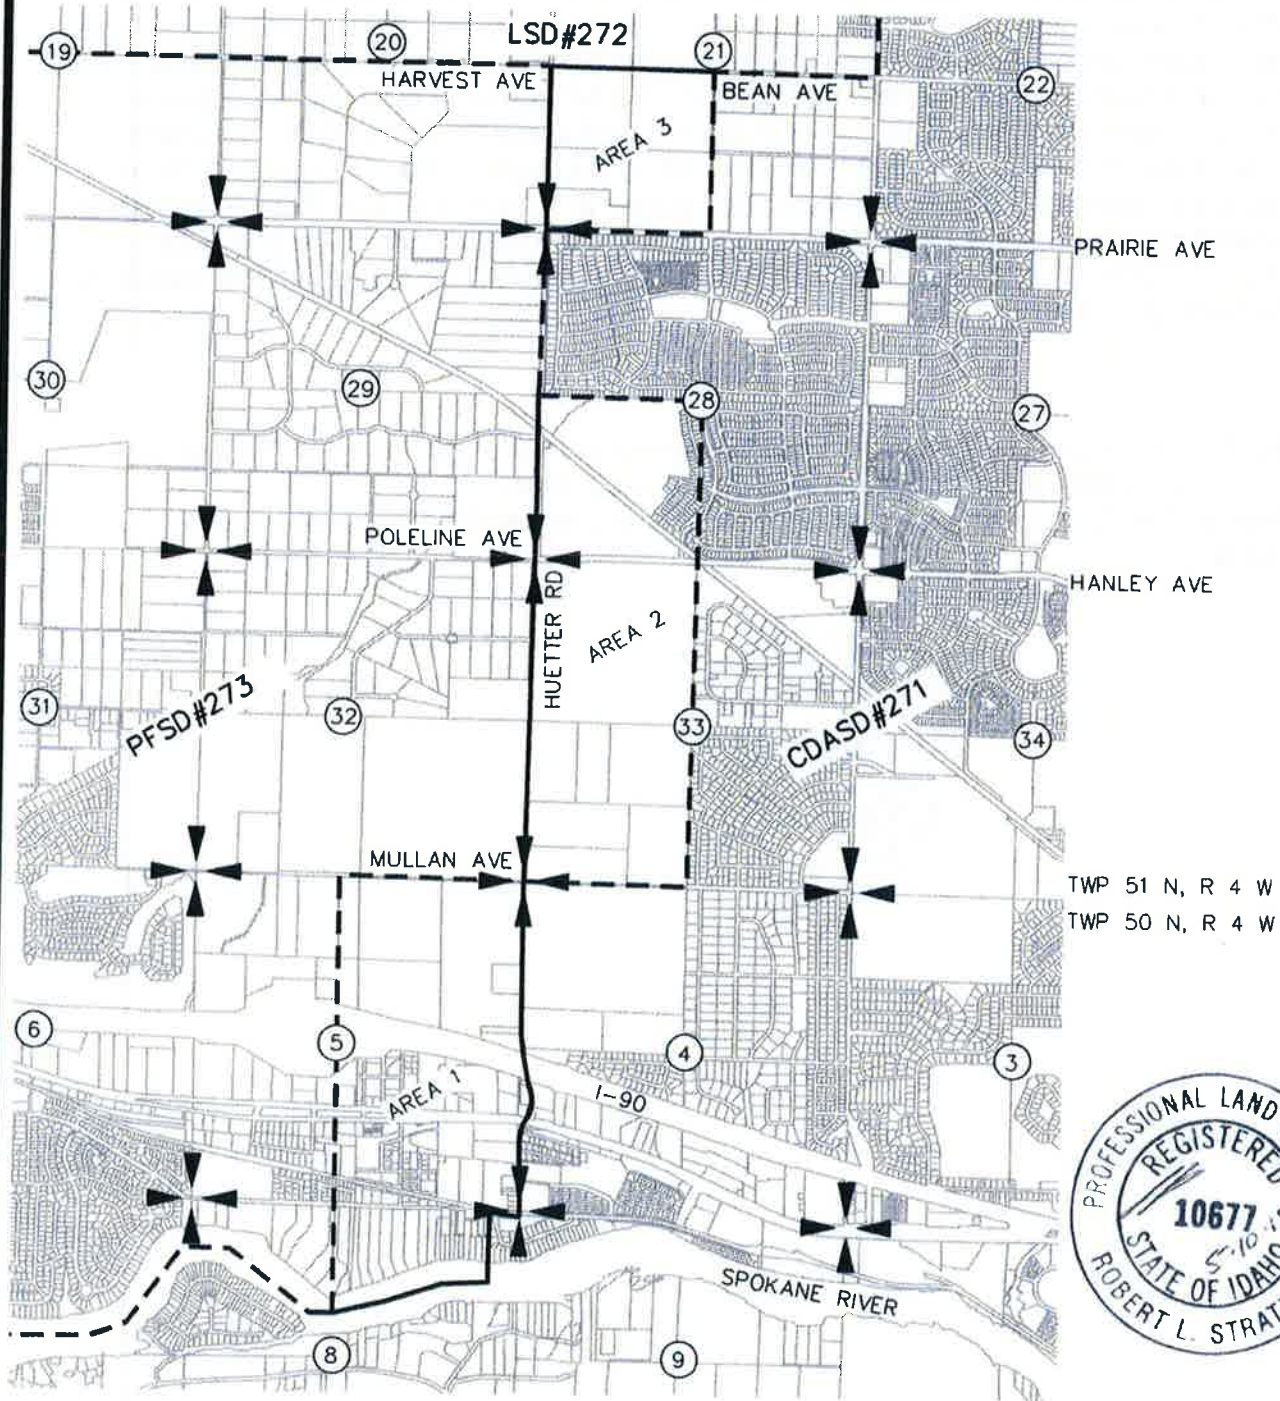 19
20
LSD#272
21
22
HARVEST AVE
BEAN AVE
AREA 3
PRAIRIE AVE
30
29
28
27
POLELINE AVE
HUETTER RD
AREA 2
HANLEY AVE
31
PFSD#273
32
33
CDASD#271
34
MULLAN AVE
TWP 51 N, R 4 W
TWP 50 N, R 4 W
6
5
4
3
AREA 1
I-90
SPOKANE RIVER
8
9
PROFESSIONAL LAND
REGISTERED
10677
STATE OF IDAHO
ROBERT L.